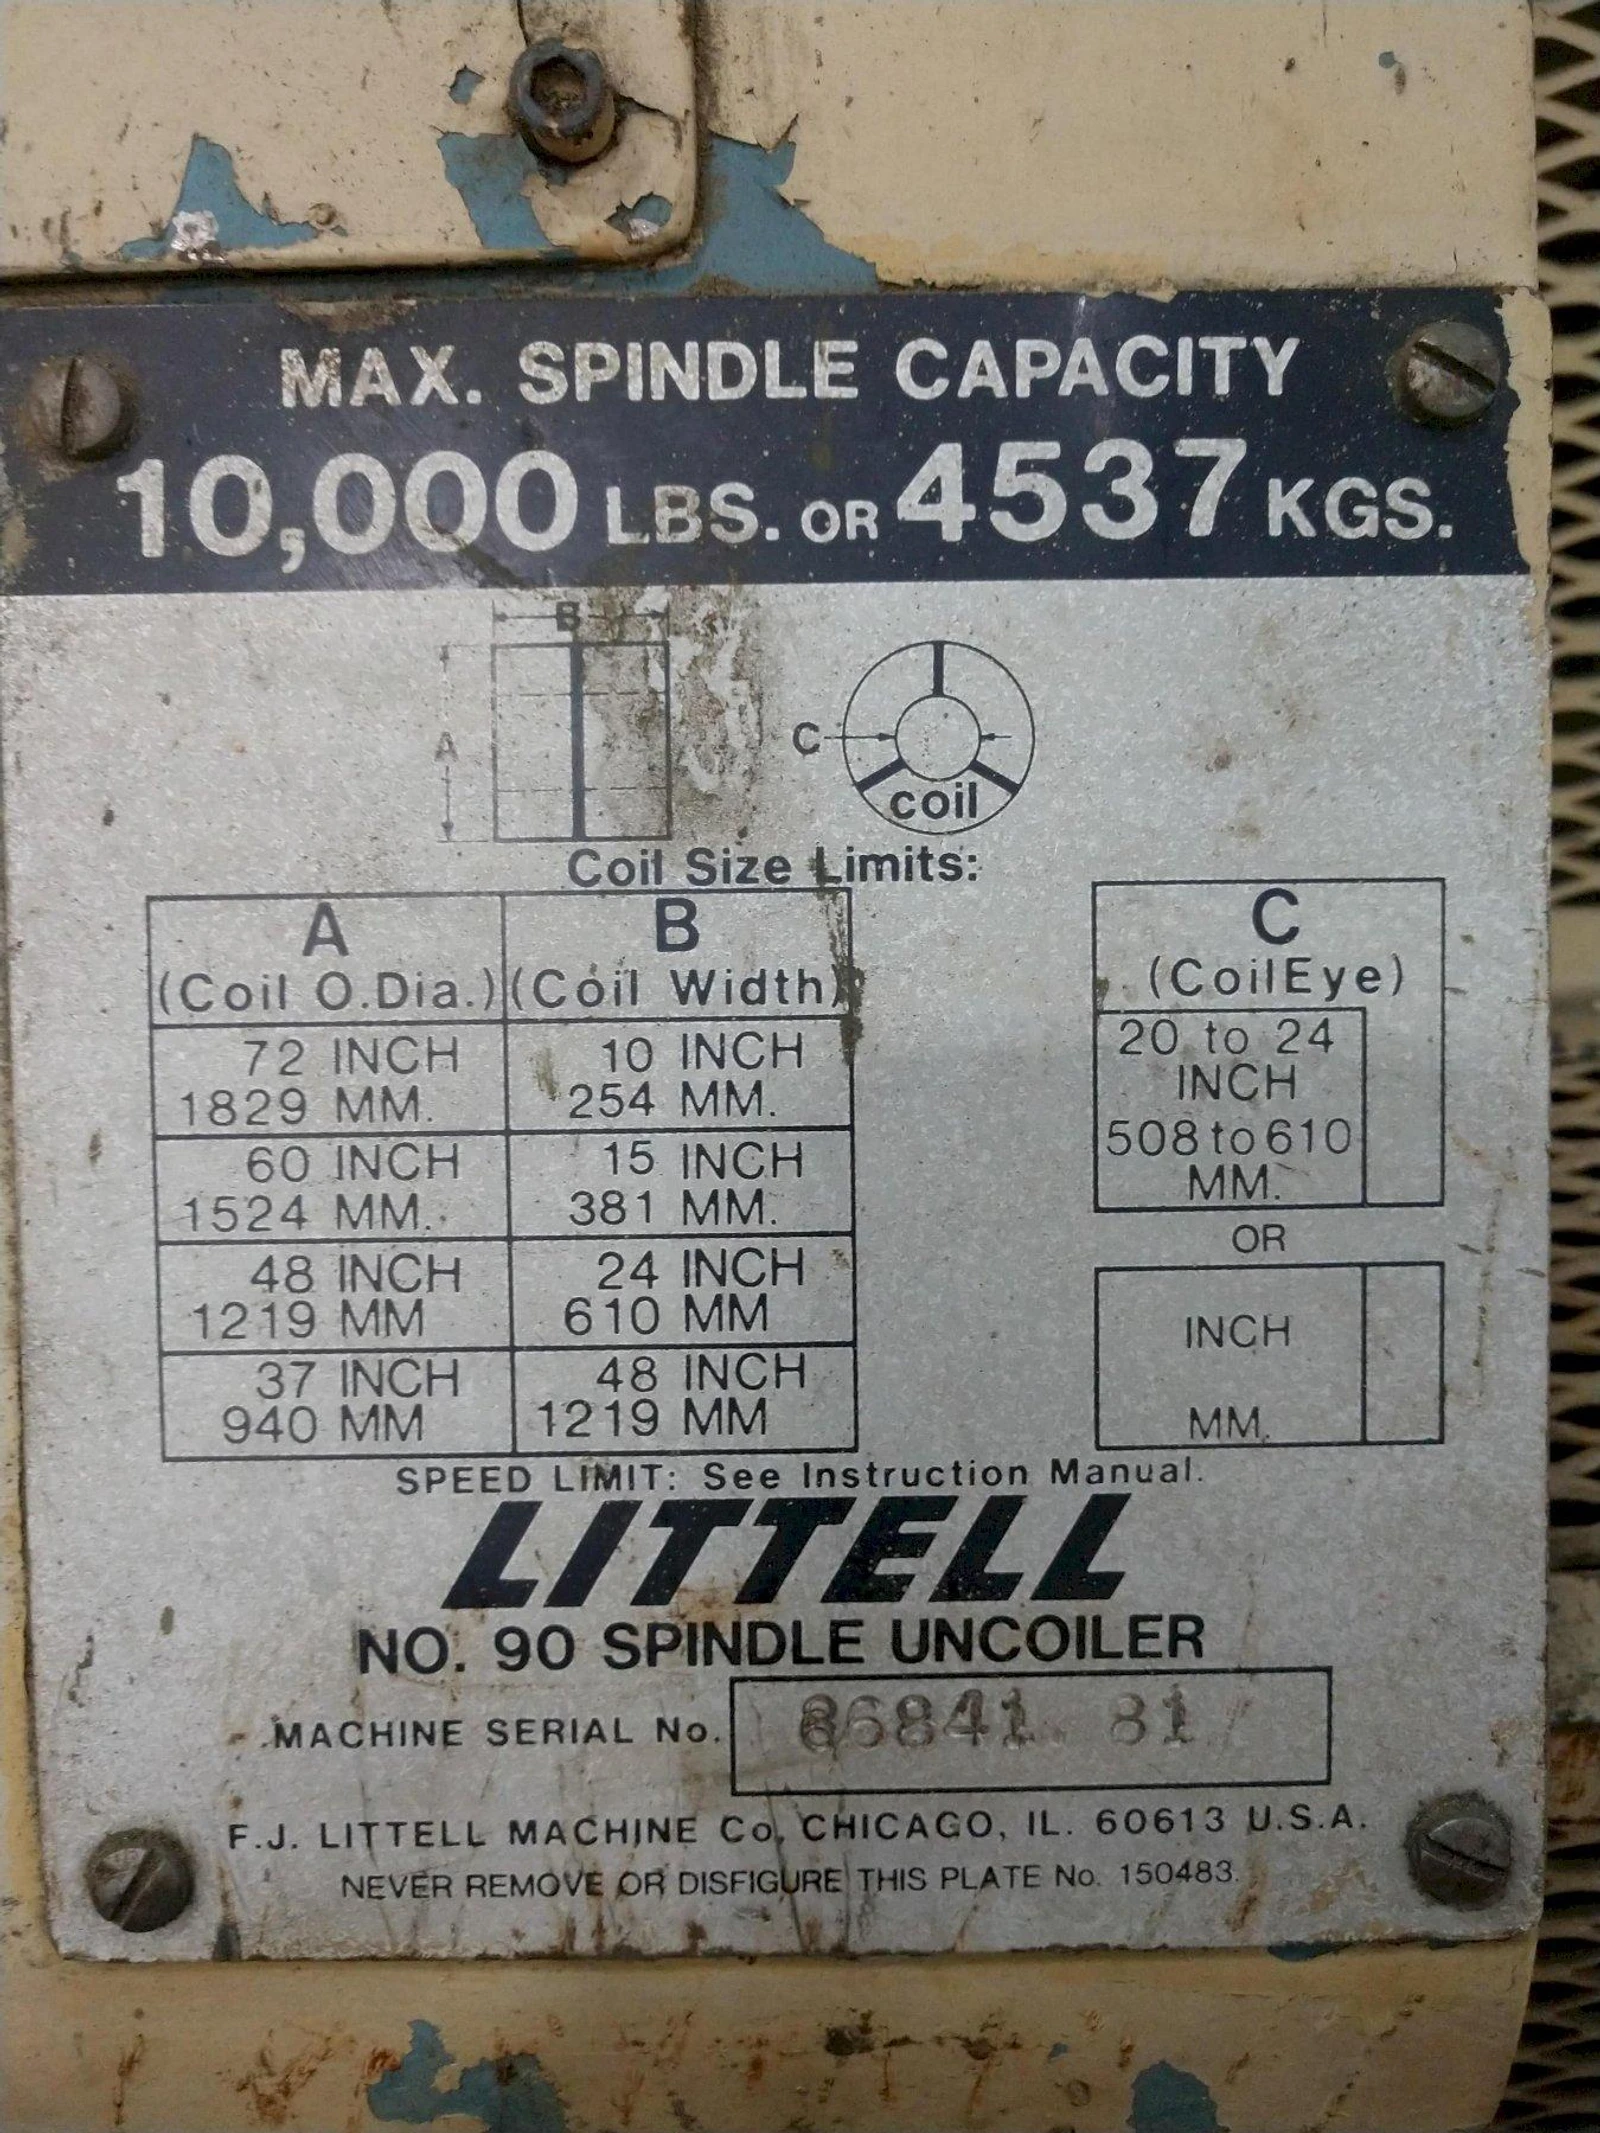 MAX. SPINDLE CAPACITY
10,000 LBS. OR 4537 KGS.
B
A
C
coil
Coil Size Limits:
A B
(Coil O.Dia.) (Coil Width)
72 INCH 10 INCH
1829 MM. 254 MM.
60 INCH 15 INCH
1524 MM. 381 MM.
48 INCH 24 INCH
1219 MM 610 MM
37 INCH 48 INCH
940 MM 1219 MM
C
(CoilEye)
20 to 24
INCH
508 to 610
MM.
OR
INCH
MM.
SPEED LIMIT: See Instruction Manual.
LITTELL
NO. 90 SPINDLE UNCOILER
MACHINE SERIAL No.
F.J. LITTELL MACHINE Co, CHICAGO, IL. 60613 U.S.A.
NEVER REMOVE OR DISFIGURE THIS PLATE No. 150483.